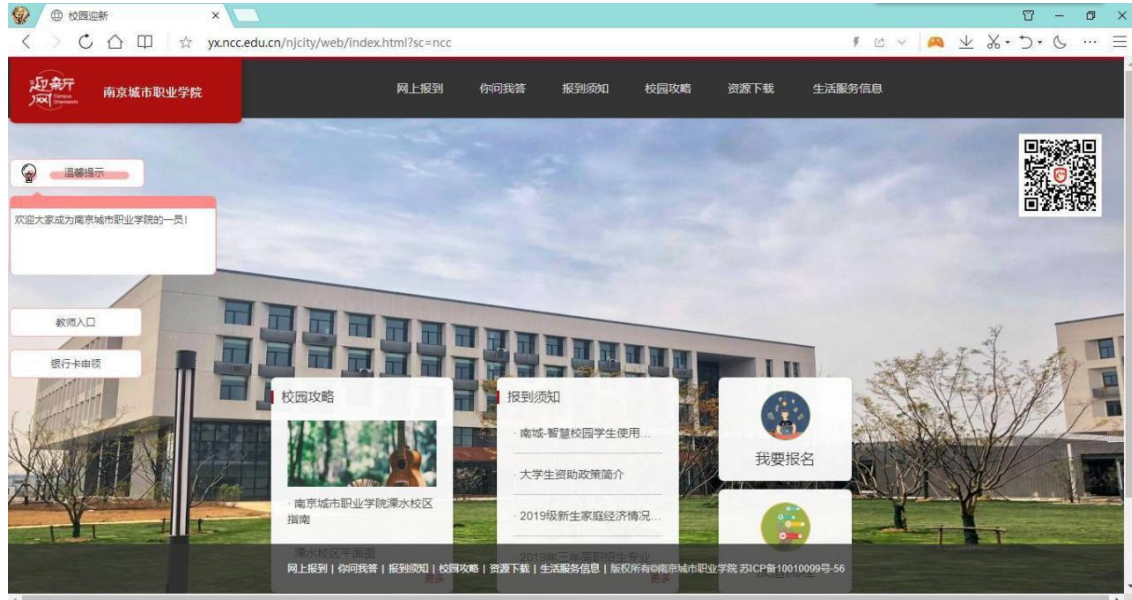 校园迎新
yx.ncc.edu.cn/njcity/web/index.html?sc=ncc
迎新
网
Campus
Orientation
南京城市职业学院
网上报到
你问我答
报到须知
校园攻略
资源下载
生活服务信息
温馨提示
欢迎大家成为南京城市职业学院的一员!
教师入口
银行卡申领
校园攻略
· 南京城市职业学院溧水校区
指南
· 溧水校区平面图
更多
报到须知
· 南城-智慧校园学生使用...
· 大学生资助政策简介
· 2019级新生家庭经济情况...
· 2019年三年高职招生专业...
更多
我要报名
网上报到 | 你问我答 | 报到须知 | 校园攻略 | 资源下载 | 生活服务信息 | 版权所有©南京城市职业学院 苏ICP备10010099号-56